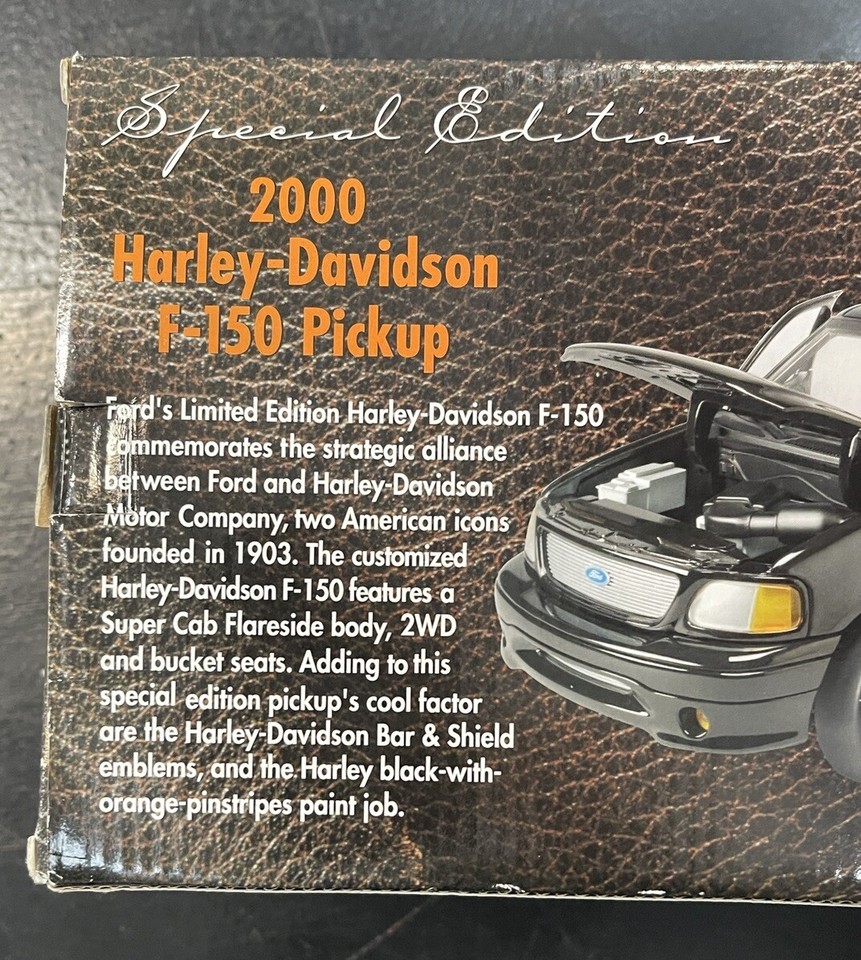 Special Edition
2000
Harley-Davidson
F-150 Pickup
Ford's Limited Edition Harley-Davidson F-150
commemorates the strategic alliance
between Ford and Harley-Davidson
Motor Company, two American icons
founded in 1903. The customized
Harley-Davidson F-150 features a
Super Cab Flareside body, 2WD
and bucket seats. Adding to this
special edition pickup's cool factor
are the Harley-Davidson Bar & Shield
emblems, and the Harley black-with-
orange-pinstripes paint job.
Ford